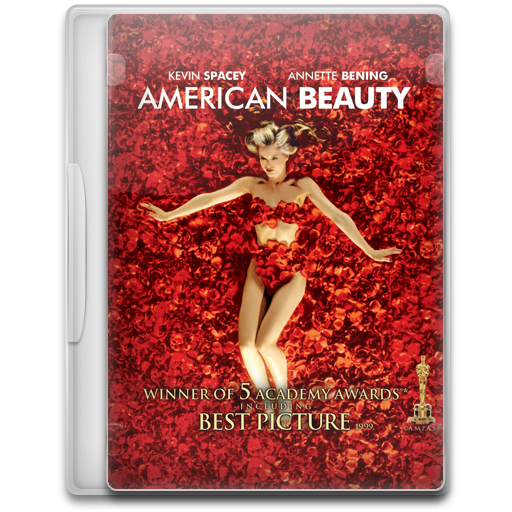 KEVIN SPACEY ANNETTE BENING
AMERICAN BEAUTY
WINNER OF 5 ACADEMY AWARDS
INCLUDING
BEST PICTURE 1999